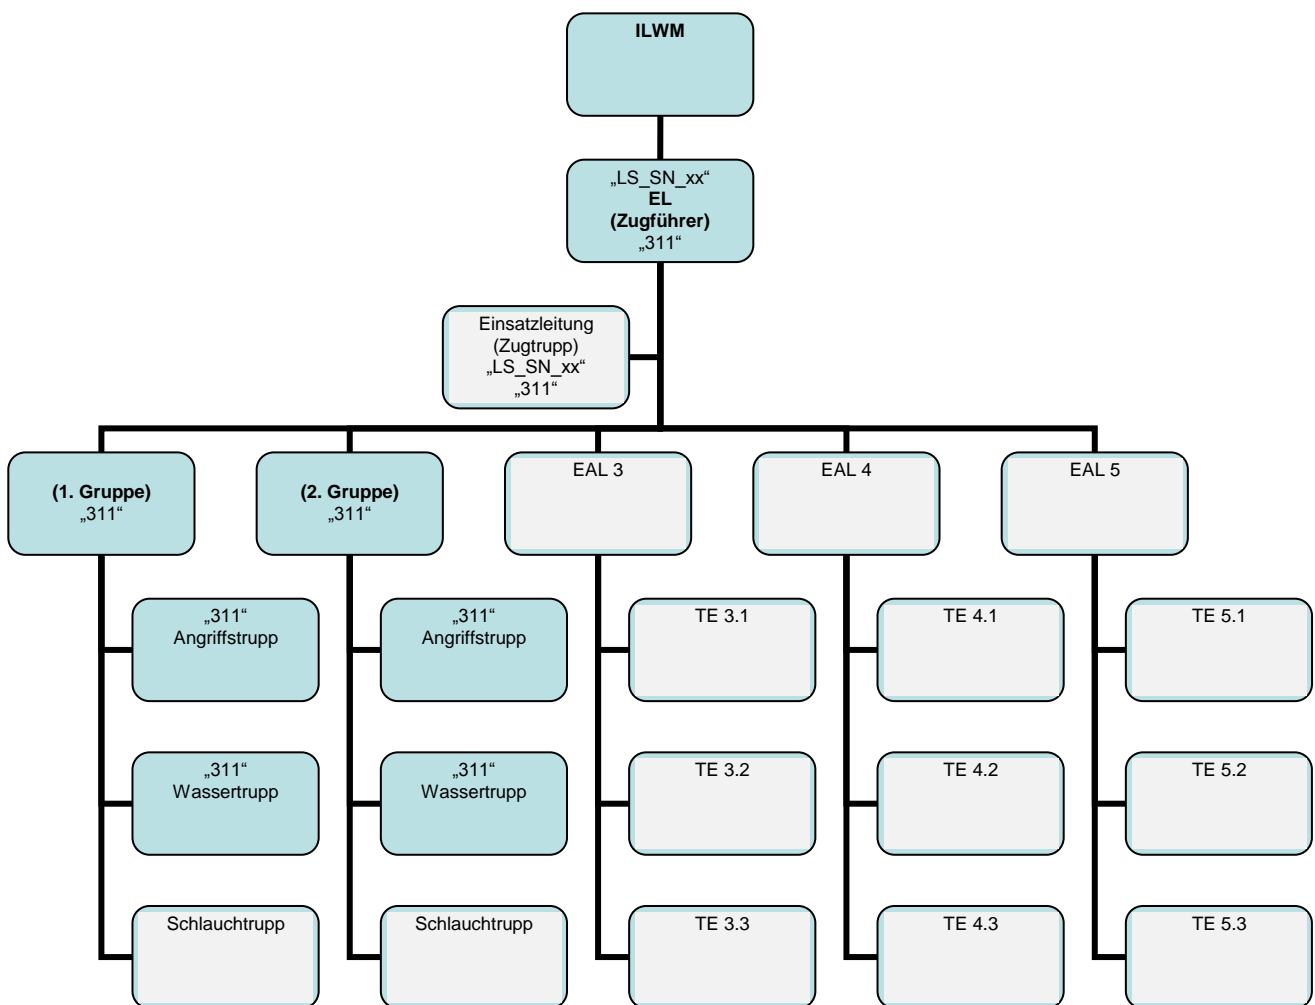 ILWM
„LS_SN_xx“
EL
(Zugführer)
„311“
Einsatzleitung
(Zugtrupp)
„LS_SN_xx“
„311“
(1. Gruppe)
„311“
(2. Gruppe)
„311“
EAL 3
EAL 4
EAL 5
„311“
Angriffstrupp
„311“
Angriffstrupp
TE 3.1
TE 4.1
TE 5.1
„311“
Wassertrupp
„311“
Wassertrupp
TE 3.2
TE 4.2
TE 5.2
Schlauchtrupp
Schlauchtrupp
TE 3.3
TE 4.3
TE 5.3